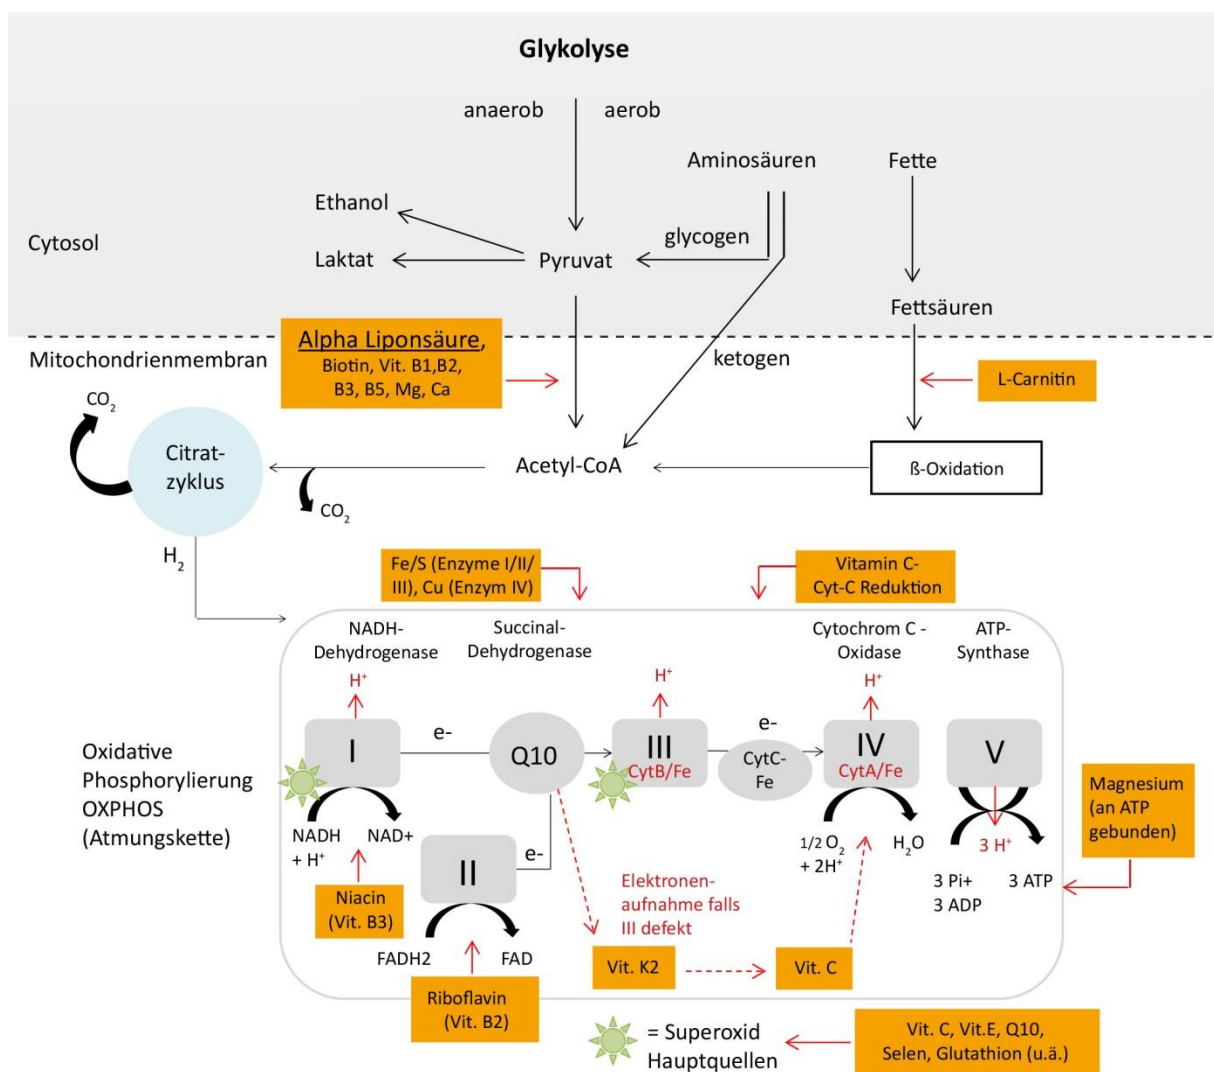 Glykolyse
anaerob
aerob
Aminosäuren
Fette
Ethanol
Cytosol
glycogen
Laktat
Pyruvat
Fettsäuren
Alpha Liponsäure,
Biotin, Vit. B1,B2,
B3, B5, Mg, Ca
Mitochondrienmembran
ketogen
L-Carnitin
CO2
Citrat-
zyklus
Acetyl-CoA
ß-Oxidation
CO2
H2
Fe/S (Enzyme I/II/
III), Cu (Enzym IV)
Vitamin C-
Cyt-C Reduktion
NADH-
Dehydrogenase
Succinal-
Dehydrogenase
Cytochrom C -
Oxidase
ATP-
Synthase
H+
H+
H+
e-
e-
I
Q10
III
CytB/Fe
CytC-
Fe
IV
CytA/Fe
V
Oxidative
Phosphorylierung
OXPHOS
(Atmungskette)
NADH
+ H+
NAD+
e-
II
1/2 O2
+ 2H+
H2O
3 H+
3 Pi+
3 ADP
3 ATP
Magnesium
(an ATP
gebunden)
Niacin
(Vit. B3)
Elektronen-
aufnahme falls
III defekt
FADH2
FAD
Vit. K2
Vit. C
Riboflavin
(Vit. B2)
= Superoxid
Hauptquellen
Vit. C, Vit.E, Q10,
Selen, Glutathion (u.ä.)